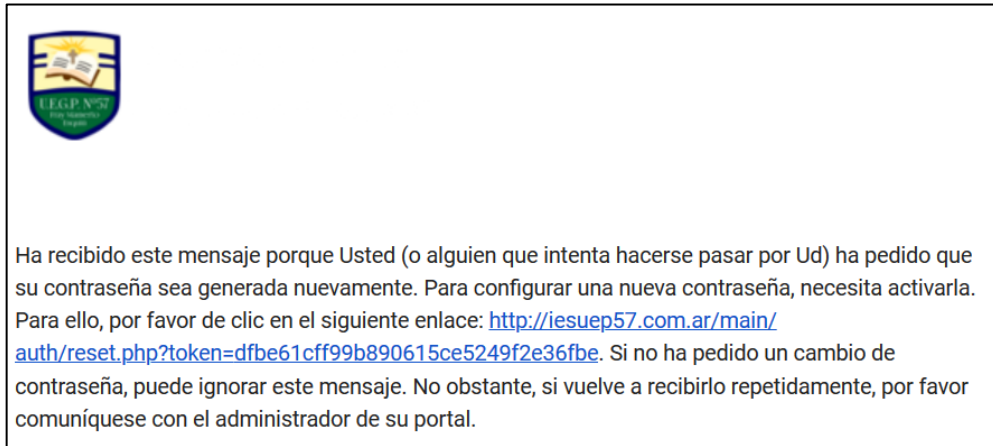 U.E.G.P. Nº57
Fray Mamerto
Esquiú
Ha recibido este mensaje porque Usted (o alguien que intenta hacerse pasar por Ud) ha pedido que
su contraseña sea generada nuevamente. Para configurar una nueva contraseña, necesita activarla.
Para ello, por favor de clic en el siguiente enlace: http://iesuep57.com.ar/main/
auth/reset.php?token=dfbe61cff99b890615ce5249f2e36fbe. Si no ha pedido un cambio de
contraseña, puede ignorar este mensaje. No obstante, si vuelve a recibirlo repetidamente, por favor
comuníquese con el administrador de su portal.